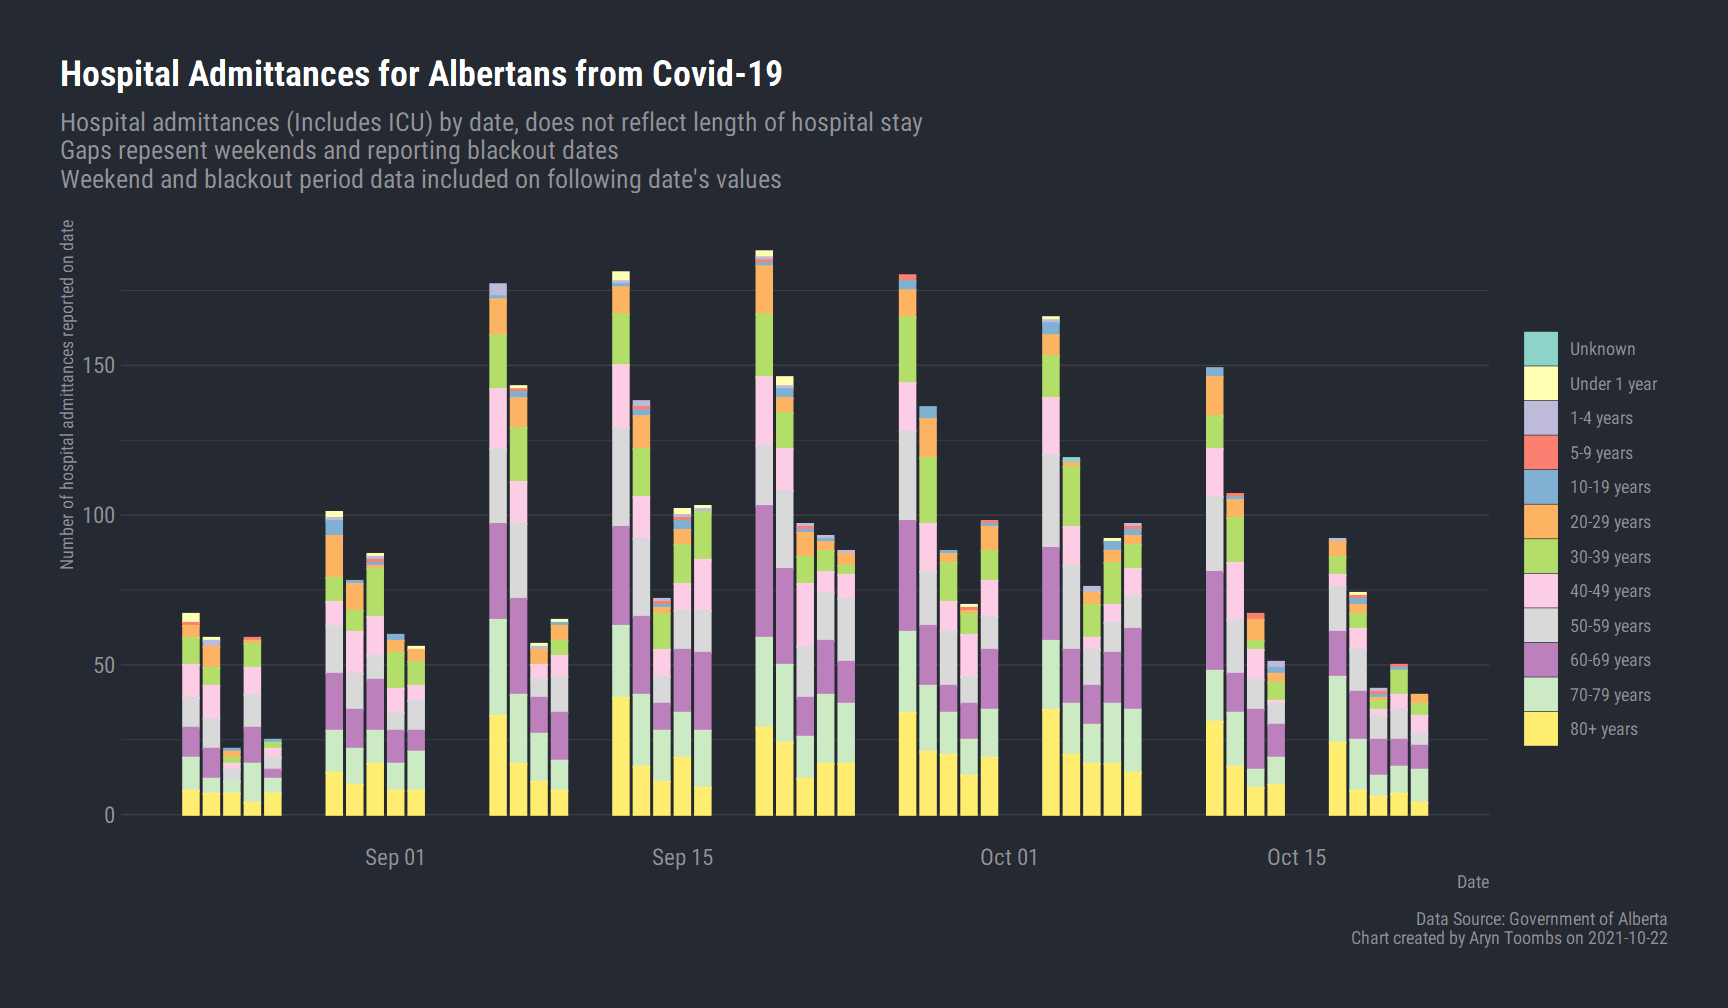 Hospital Admittances for Albertans from Covid-19
Hospital admittances (Includes ICU) by date, does not reflect length of hospital stay
Gaps repesent weekends and reporting blackout dates
Weekend and blackout period data included on following date's values
Number of hospital admittances reported on date
150
100
50
0
Sep 01
Sep 15
Oct 01
Oct 15
Date
Unknown
Under 1 year
1-4 years
5-9 years
10-19 years
20-29 years
30-39 years
40-49 years
50-59 years
60-69 years
70-79 years
80+ years
Data Source: Government of Alberta
Chart created by Aryn Toombs on 2021-10-22